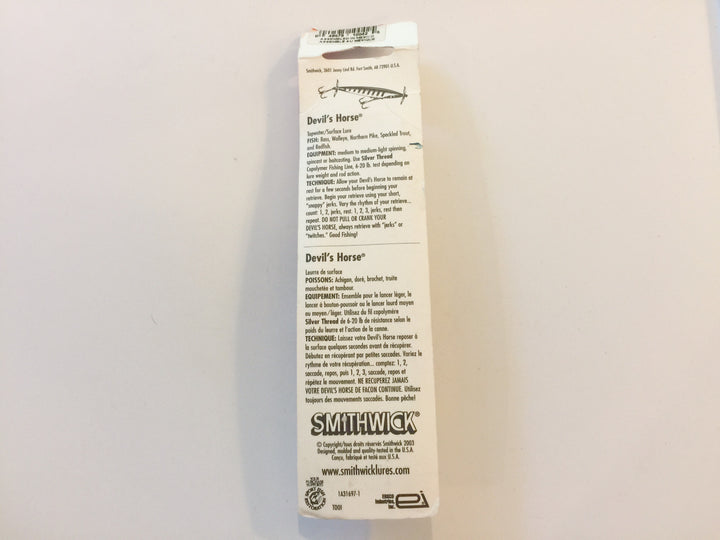 ASSEMBLED IN MEXICO
Smithwick, 3601 Jenny Lind Rd. Fort Smith, AR 72901 U.S.A.
Devil's Horse®
Topwater/Surface Lure
FISH: Bass, Walleye, Northern Pike, Speckled Trout,
and Redfish.
EQUIPMENT: medium to medium-light spinning,
spincast or baitcasting. Use Silver Thread
Copolymer Fishing Line, 6-20 lb. test depending on
lure weight and rod action.
TECHNIQUE: Allow your Devil's Horse to remain at
rest for a few seconds before beginning your
retrieve. Begin your retrieve using your short,
"snappy" jerks. Vary the rhythm of your retrieve...
count: 1, 2, jerks, rest. 1, 2, 3, jerks, rest then
repeat. DO NOT PULL OR CRANK YOUR
DEVIL'S HORSE, always retrieve with "jerks" or
"twitches." Good Fishing!
Devil's Horse®
Leurre de surface
POISSONS: Achigan, doré, brochet, truite
mouchetée et tambour.
EQUIPEMENT: Ensemble pour le lancer léger, le
lancer à bouton-poussoir ou le lancer lourd moyen
ou moyen/léger. Utilisez du fil copolymère
Silver Thread de 6-20 lb de résistance selon le
poids du leurre et l'action de la canne.
TECHNIQUE: Laissez votre Devil's Horse reposer à
la surface quelques secondes avant de récupérer.
Débutez en récupérant par petites saccades. Variez le
rythme de votre récupération... comptez: 1, 2,
saccade, repos, puis 1, 2, 3, saccade, repos et
répétez le mouvement. NE RECUPEREZ JAMAIS
VOTRE DEVIL'S HORSE DE FACON CONTINUE. Utilisez
toujours des mouvements saccadés. Bonne pêche!
SMITHWICK®
© Copyright/tous droits réservés Smithwick 2003
Designed, molded and quality-tested in the U.S.A.
Conçu, fabriqué et testé aux U.S.A.
www.smithwicklures.com
1A31697-1
TDOI
EBSCO
Industries,
Inc.
ei